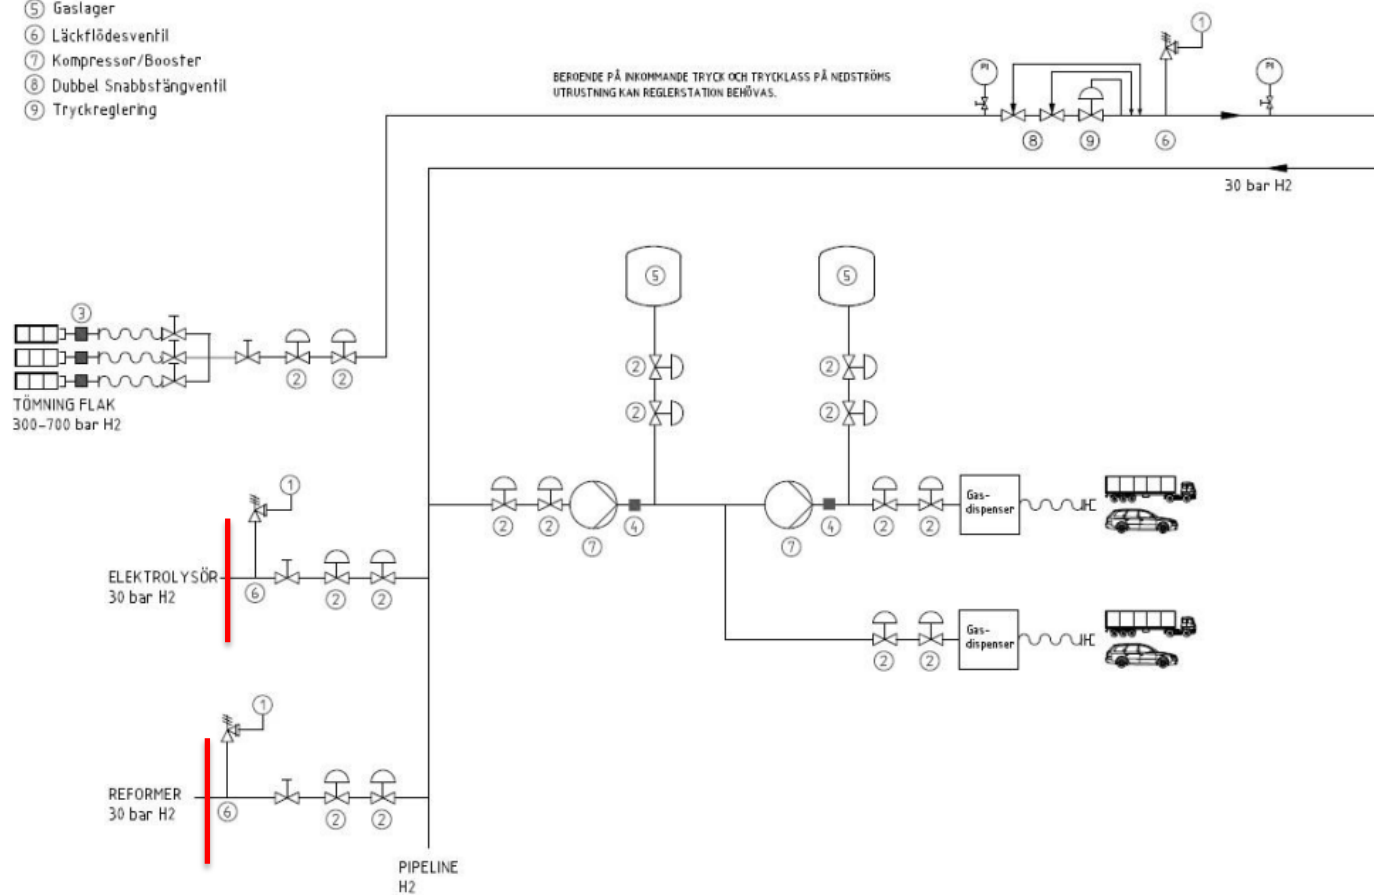 ⑤ Gaslager
⑥ Läckflödesventil
⑦ Kompressor/Booster
⑧ Dubbel Snabbstängventil
⑨ Tryckreglering
①
BEROENDE PÅ INKOMMANDE TRYCK OCH TRYCKLASS PÅ NEDSTRÖMS
UTRUSTNING KAN REGLERSTATION BEHÖVAS.
PI
PI
⑧
⑨
⑥
30 bar H2
⑤
⑤
③
②
②
②
②
②
②
TÖMNING FLAK
300-700 bar H2
①
②
②
④
⑦
Gas-
dispenser
④
⑦
②
②
ELEKTROLYSÖR
30 bar H2
⑥
②
②
Gas-
dispenser
②
②
①
REFORMER
30 bar H2
⑥
②
②
PIPELINE
H2